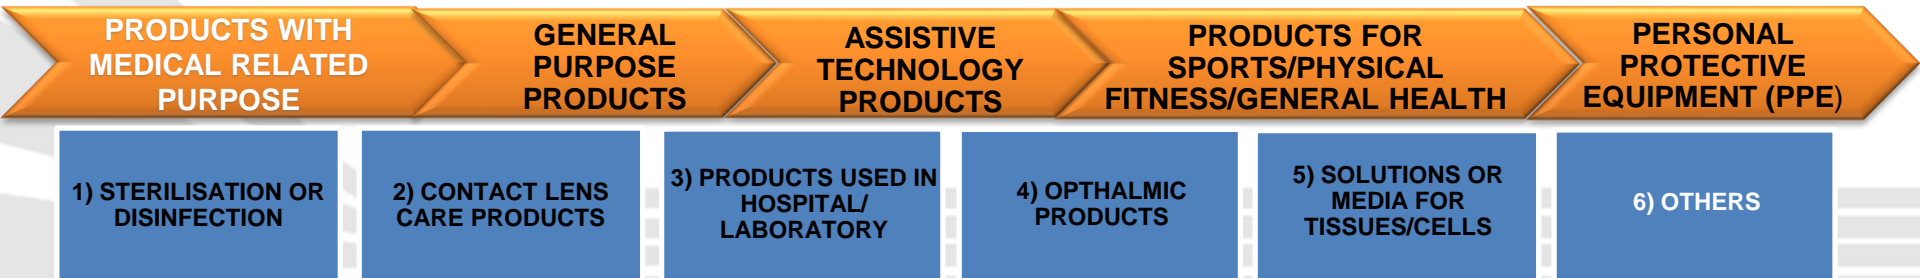 PRODUCTS WITH
MEDICAL RELATED
PURPOSE
GENERAL
PURPOSE
PRODUCTS
ASSISTIVE
TECHNOLOGY
PRODUCTS
PRODUCTS FOR
SPORTS/PHYSICAL
FITNESS/GENERAL HEALTH
PERSONAL
PROTECTIVE
EQUIPMENT (PPE)
1) STERILISATION OR
DISINFECTION
2) CONTACT LENS
CARE PRODUCTS
3) PRODUCTS USED IN
HOSPITAL/
LABORATORY
4) OPTHALMIC
PRODUCTS
5) SOLUTIONS OR
MEDIA FOR
TISSUES/CELLS
6) OTHERS